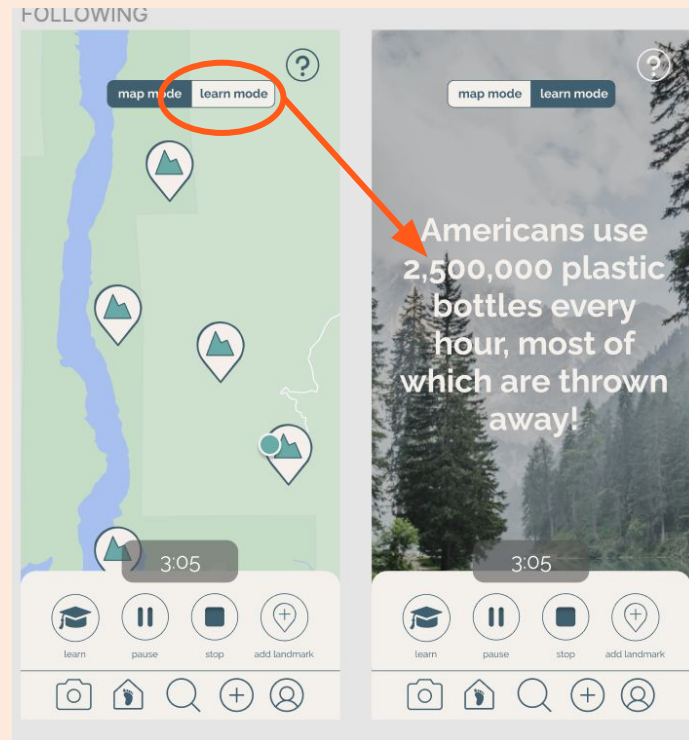 FOLLOWING
map mode learn mode
3:05
learn pause stop add landmark
map mode learn mode
Americans use
2,500,000 plastic
bottles every
hour, most of
which are thrown
away!
3:05
learn pause stop add landmark